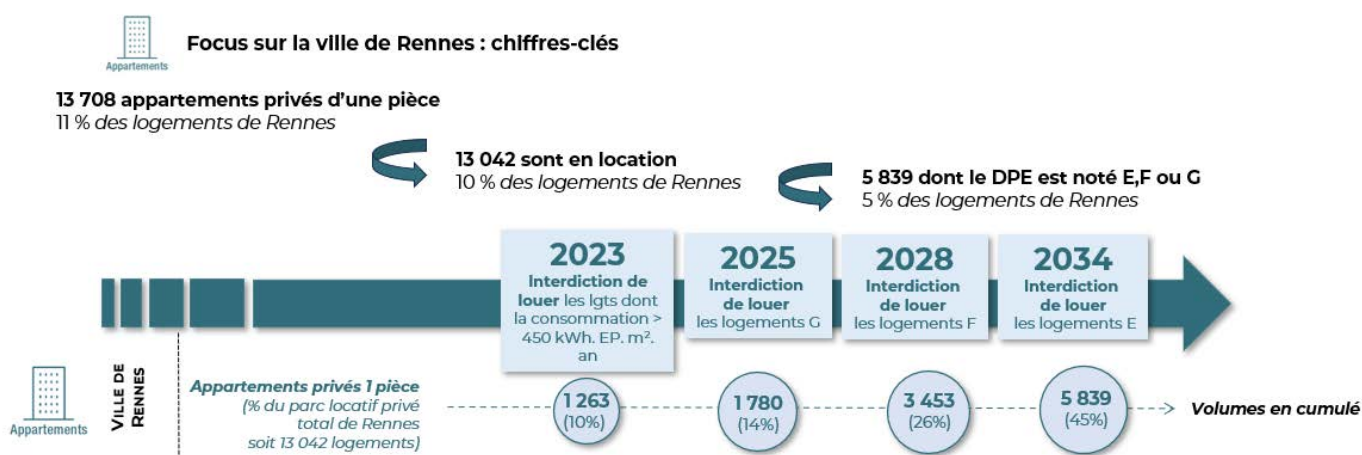 Appartements
Focus sur la ville de Rennes : chiffres-clés
13 708 appartements privés d'une pièce
11 % des logements de Rennes
13 042 sont en location
10 % des logements de Rennes
5 839 dont le DPE est noté E,F ou G
5 % des logements de Rennes
2023
Interdiction de
louer les lgts dont
la consommation >
450 kWh. EP. m².
an
2025
Interdiction
de louer
les logements G
2028
Interdiction
de louer
les logements F
2034
Interdiction
de louer
les logements E
Appartements
VILLE DE
RENNES
Appartements privés 1 pièce
(% du parc locatif privé
total de Rennes
soit 13 042 logements)
1 263
(10%)
1 780
(14%)
3 453
(26%)
5 839
(45%)
Volumes en cumulé